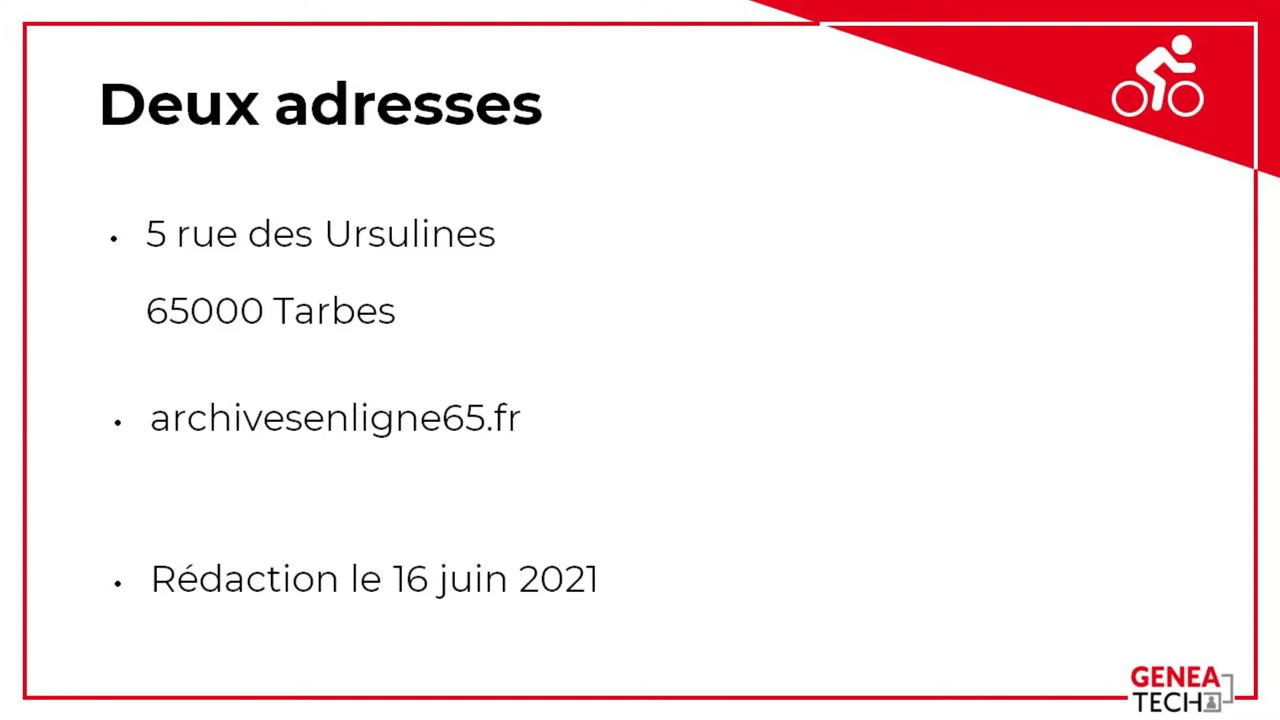 Deux adresses
• 5 rue des Ursulines
65000 Tarbes
• archivesenligne65.fr
• Rédaction le 16 juin 2021
GENEA
TECH